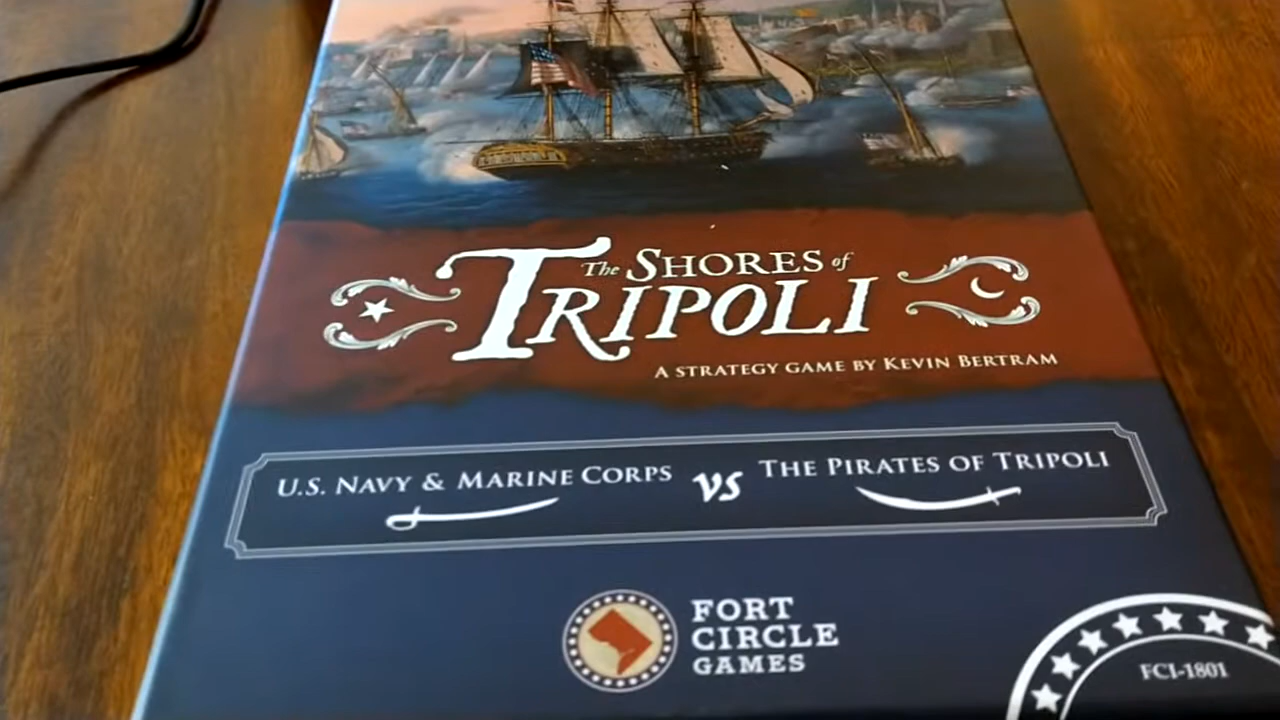 The SHORES of
TRIPOLI
A STRATEGY GAME BY KEVIN BERTRAM
U.S. NAVY & MARINE CORPS VS THE PIRATES OF TRIPOLI
FORT
CIRCLE
GAMES
FCI-1801